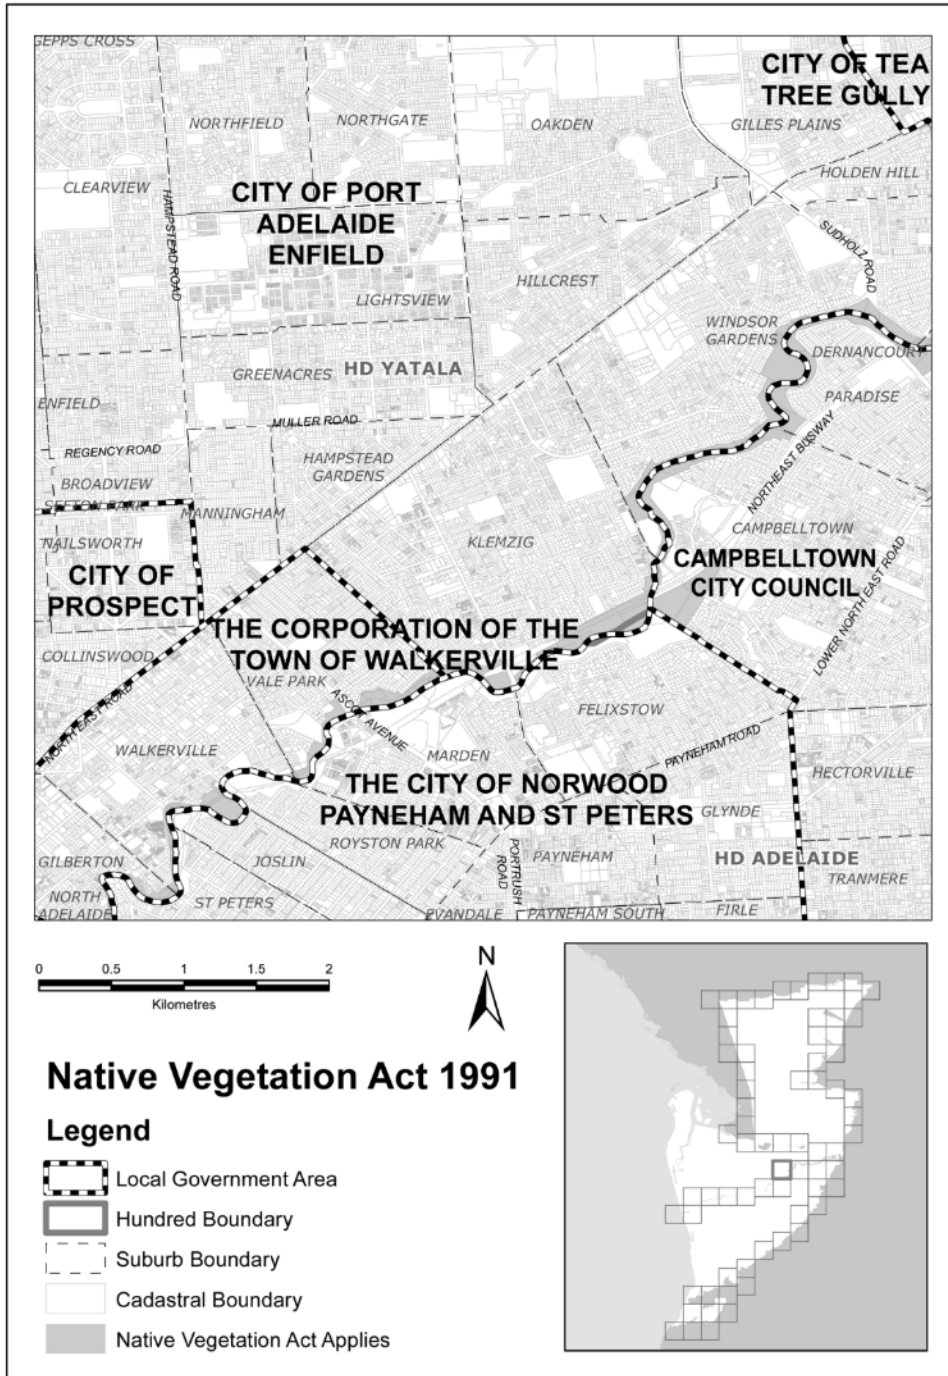 GEPPS CROSS
CITY OF TEA
TREE GULLY
NORTHFIELD
NORTHGATE
OAKDEN
GILLES PLAINS
HOLDEN HILL
CLEARVIEW
HAMPSTEAD ROAD
CITY OF PORT
ADELAIDE
ENFIELD
SUDHOLZ ROAD
HILLCREST
LIGHTSVIEW
WINDSOR
GARDENS
DERNANCOURT
GREENACRES
HD YATALA
PARADISE
ENFIELD
MULLER ROAD
REGENCY ROAD
HAMPSTEAD
GARDENS
NORTHEAST BUSWAY
BROADVIEW
SEFTON PARK
MANNINGHAM
NAILSWORTH
KLEMZIG
CAMPBELLTOWN
CITY OF
PROSPECT
CAMPBELLTOWN
CITY COUNCIL
LOWER NORTH EAST ROAD
THE CORPORATION OF THE
TOWN OF WALKERVILLE
COLLINSWOOD
VALE PARK
NORTH EAST ROAD
ASCOT AVENUE
FELIXSTOW
WALKERVILLE
MARDEN
PAYNEHAM ROAD
THE CITY OF NORWOOD
PAYNEHAM AND ST PETERS
HECTORVILLE
GLYNDE
ROYSTON PARK
GILBERTON
JOSLIN
PORTRUSH
ROAD
PAYNEHAM
HD ADELAIDE
TRANMERE
NORTH
ADELAIDE
ST PETERS
EVANDALE
PAYNEHAM SOUTH
FIRLE
0 0.5 1 1.5 2
Kilometres
N
Native Vegetation Act 1991
Legend
Local Government Area
Hundred Boundary
Suburb Boundary
Cadastral Boundary
Native Vegetation Act Applies